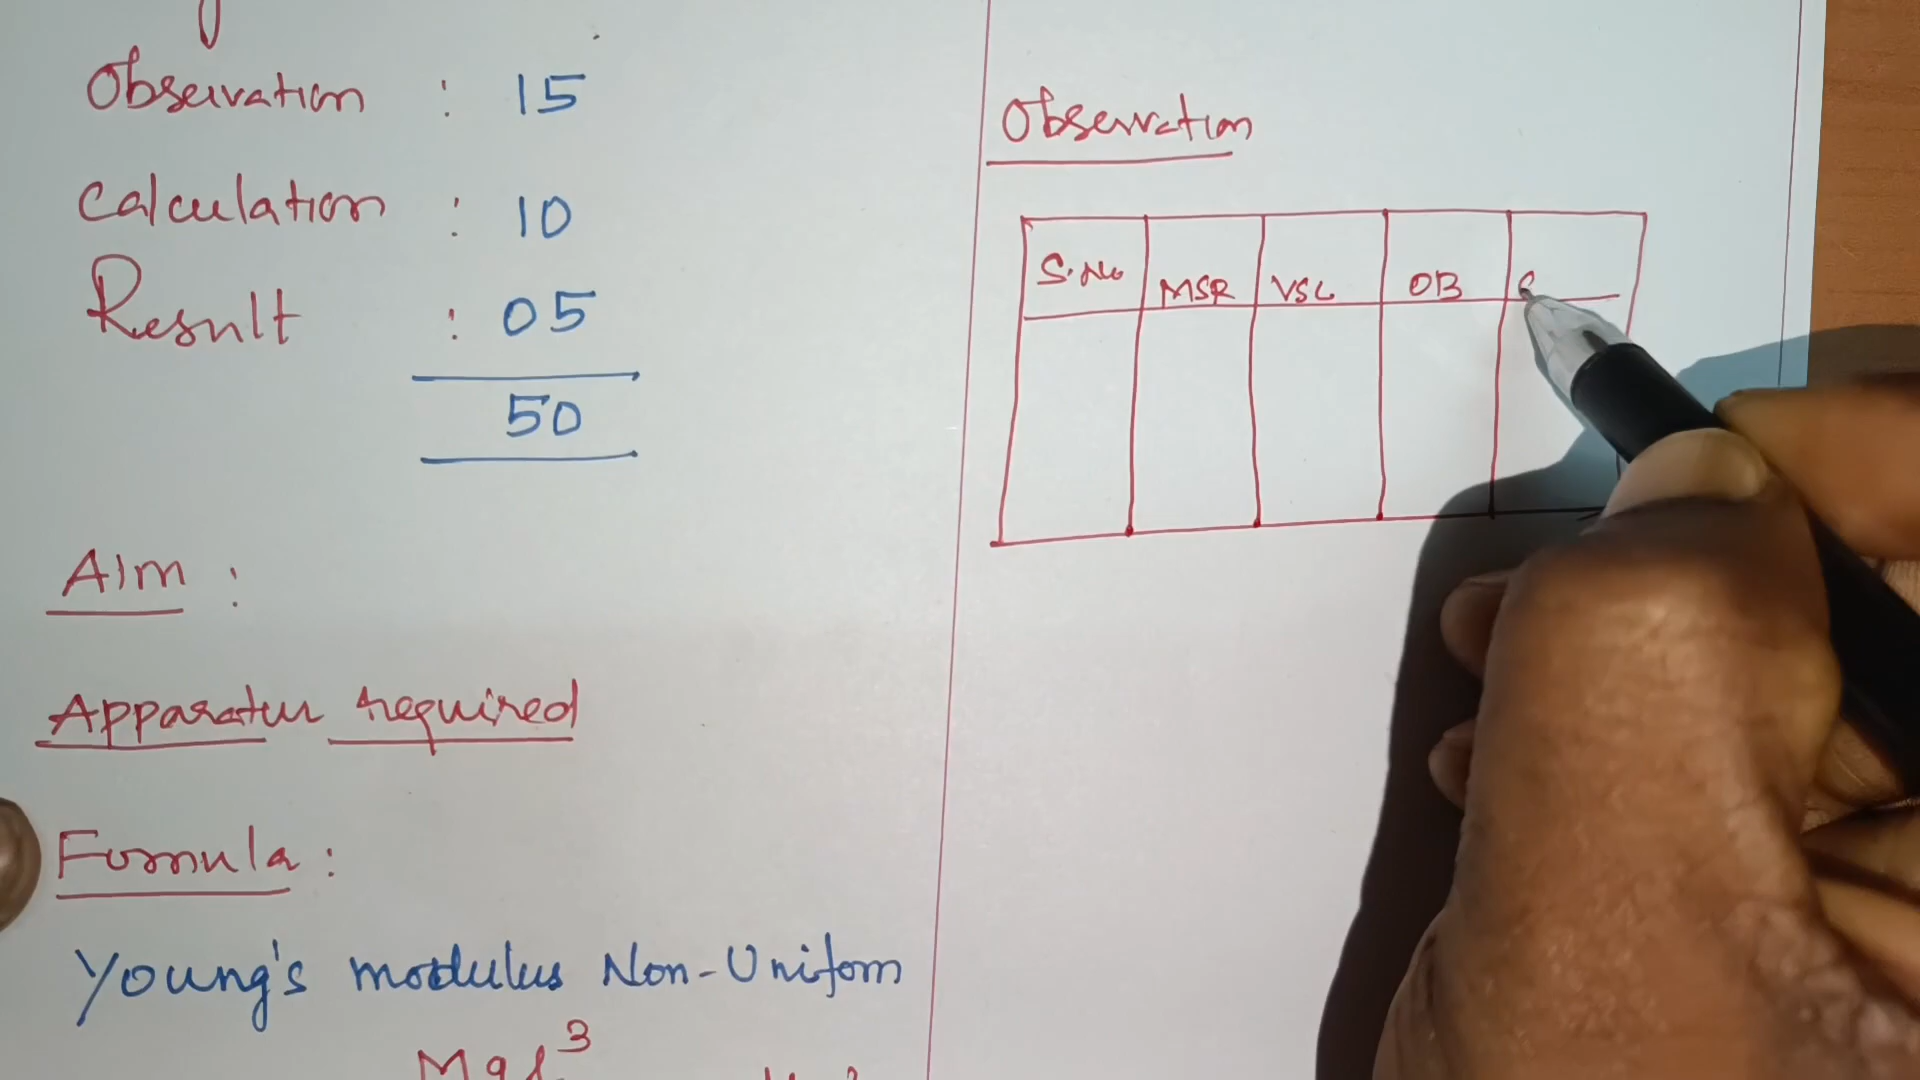 Observation : 15
Calculation : 10
Result : 05
50
Aim :
Apparatus required
Formula :
Young's modulus Non-Uniform
Mgl³
Observation
S.No MSR VSC OB